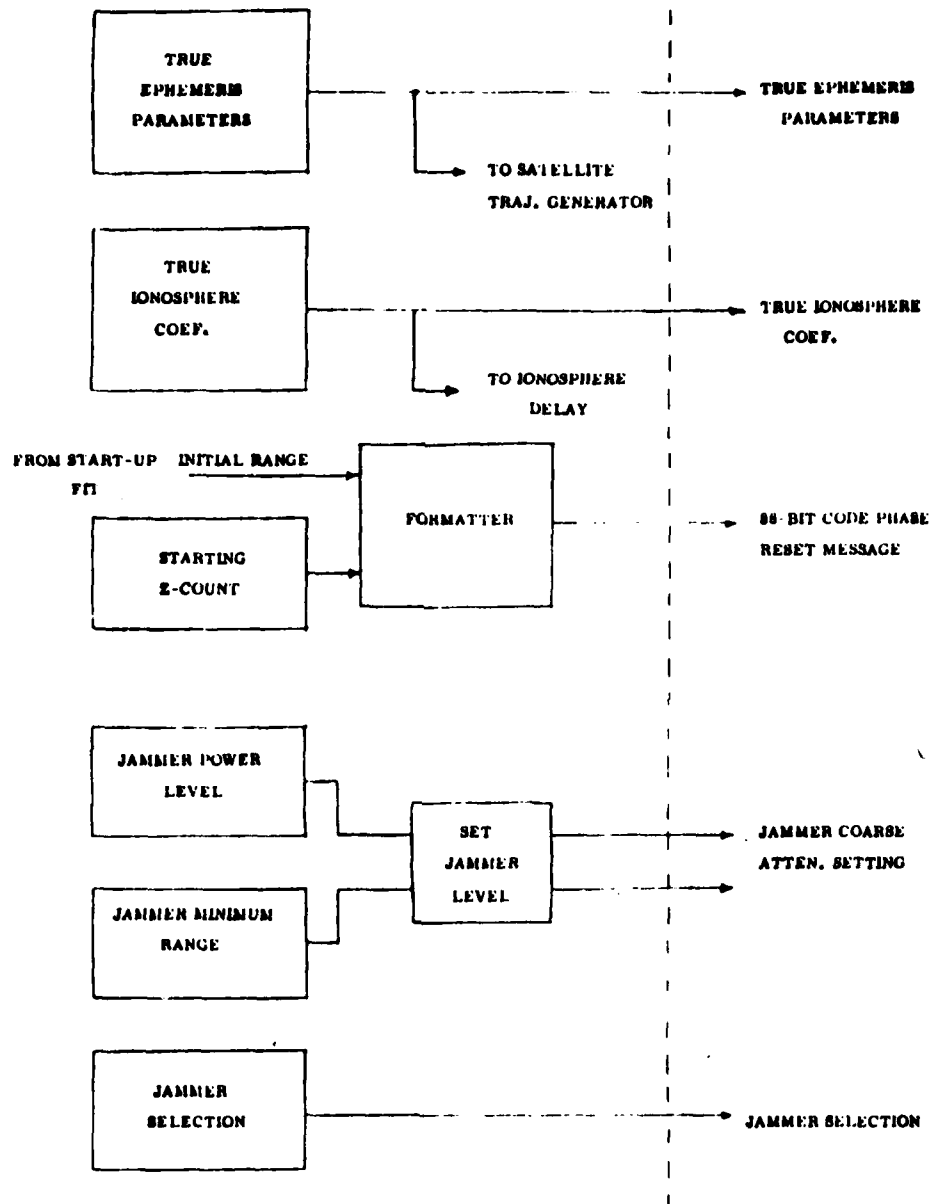 TRUE
EPHEMERIS
PARAMETERS
TRUE EPHEMERIS
PARAMETERS
TO SATELLITE
TRAJ. GENERATOR
TRUE
IONOSPHERE
COEF.
TRUE IONOSPHERE
COEF.
TO IONOSPHERE
DELAY
FROM START-UP
INITIAL RANGE
FORMATTER
STARTING
Z-COUNT
-BIT CODE PHASE
RESET MESSAGE
JAMMER POWER
LEVEL
SET
JAMMER
LEVEL
JAMMER COARSE
ATTEN. SETTING
JAMMER MINIMUM
RANGE
JAMMER
SELECTION
JAMMER SELECTION